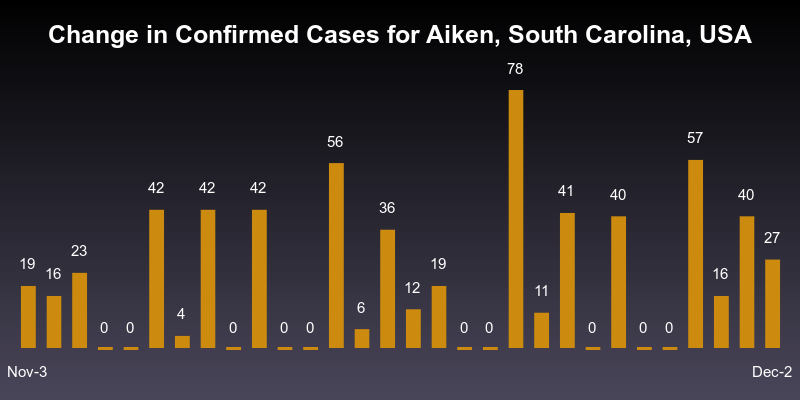 Change in Confirmed Cases for Aiken, South Carolina, USA
19 16 23 0 0 42 4 42 0 42 0 0 56 6 36 12 19 0 0 78 11 41 0 40 0 0 57 16 40 27
Nov-3 Dec-2